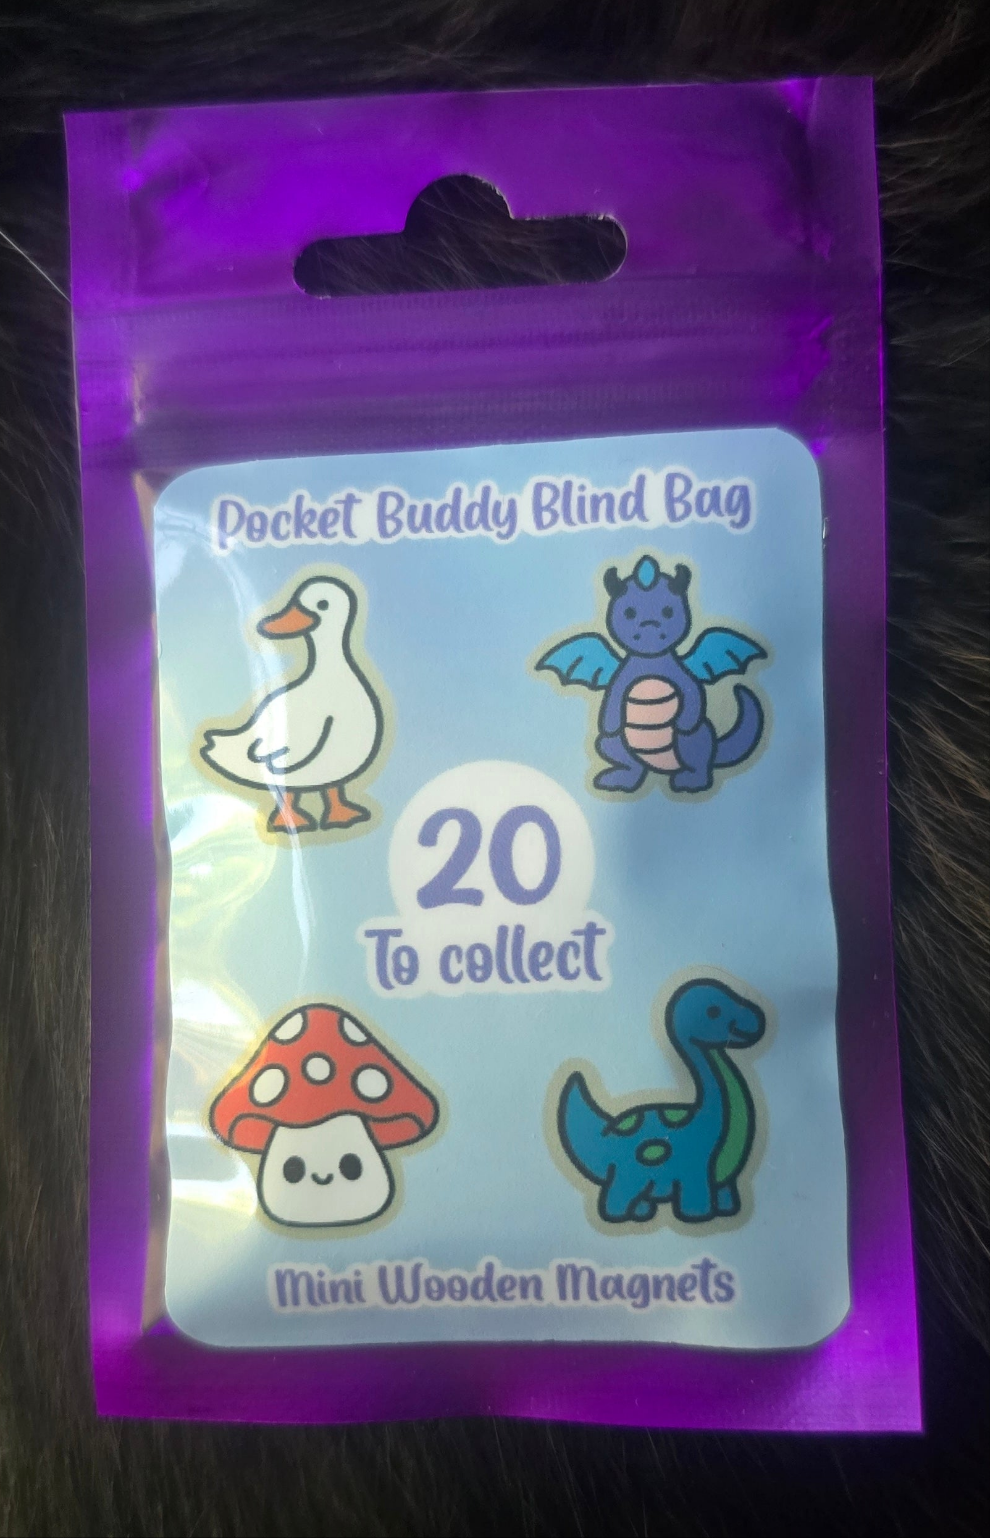 Pocket Buddy Blind Bag
20
To collect
Mini Wooden Magnets